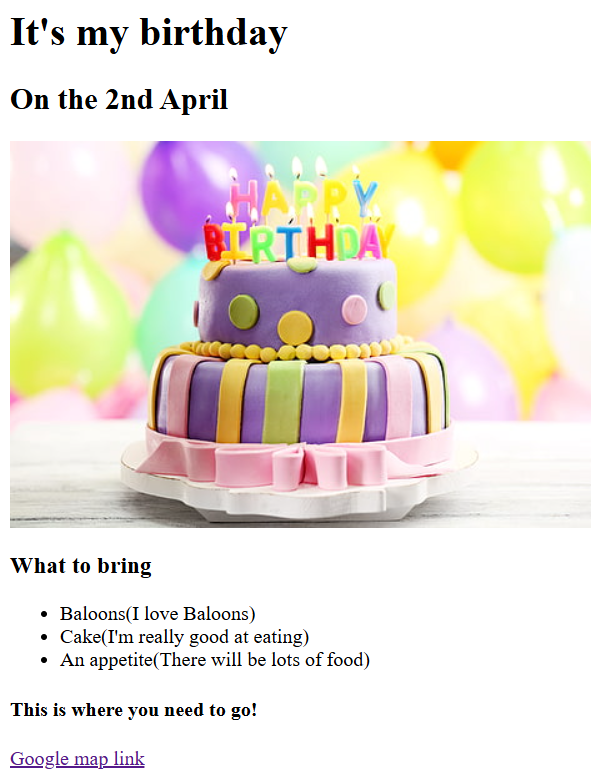 It's my birthday
On the 2nd April
HAPPY
BIRTHDAY
What to bring
Baloons(I love Baloons)
Cake(I'm really good at eating)
An appetite(There will be lots of food)
This is where you need to go!
Google map link